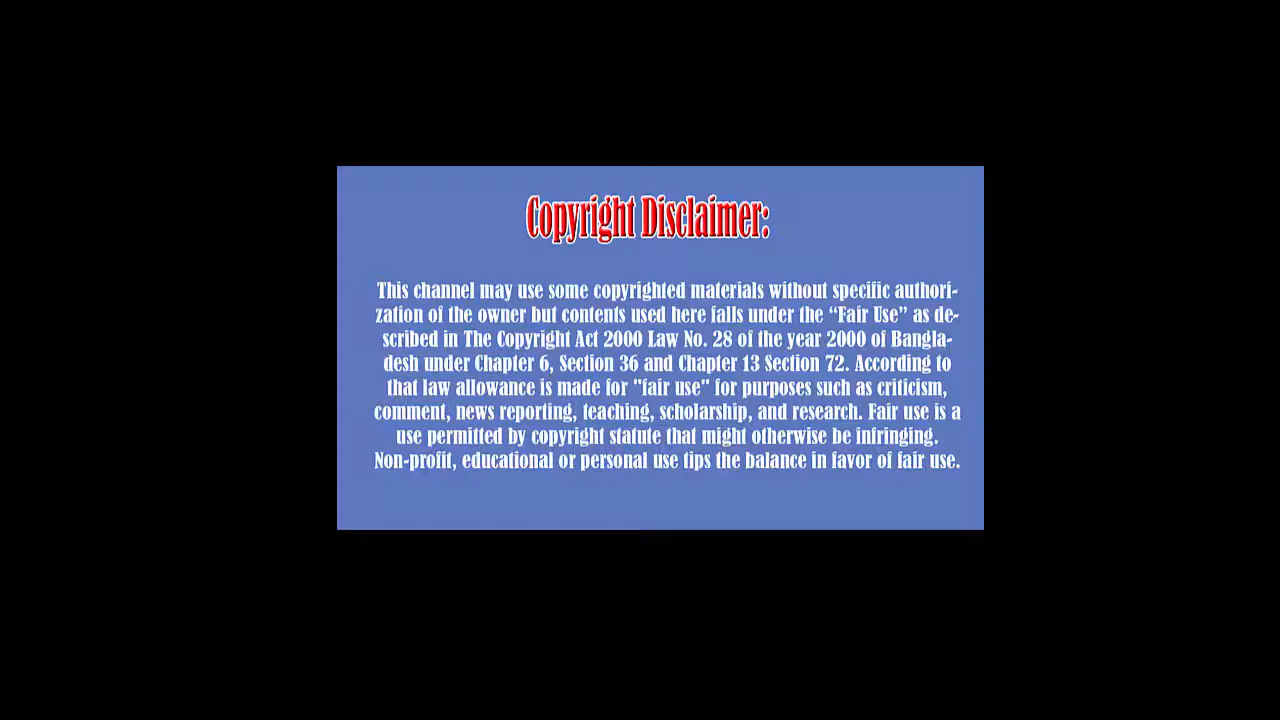 Copyright Disclaimer:
This channel may use some copyrighted materials without specific authori-
zation of the owner but contents used here falls under the “Fair Use” as de-
scribed in The Copyright Act 2000 Law No. 28 of the year 2000 of Bangla-
desh under Chapter 6, Section 36 and Chapter 13 Section 72. According to
that law allowance is made for "fair use" for purposes such as criticism,
comment, news reporting, teaching, scholarship, and research. Fair use is a
use permitted by copyright statute that might otherwise be infringing.
Non-profit, educational or personal use tips the balance in favor of fair use.